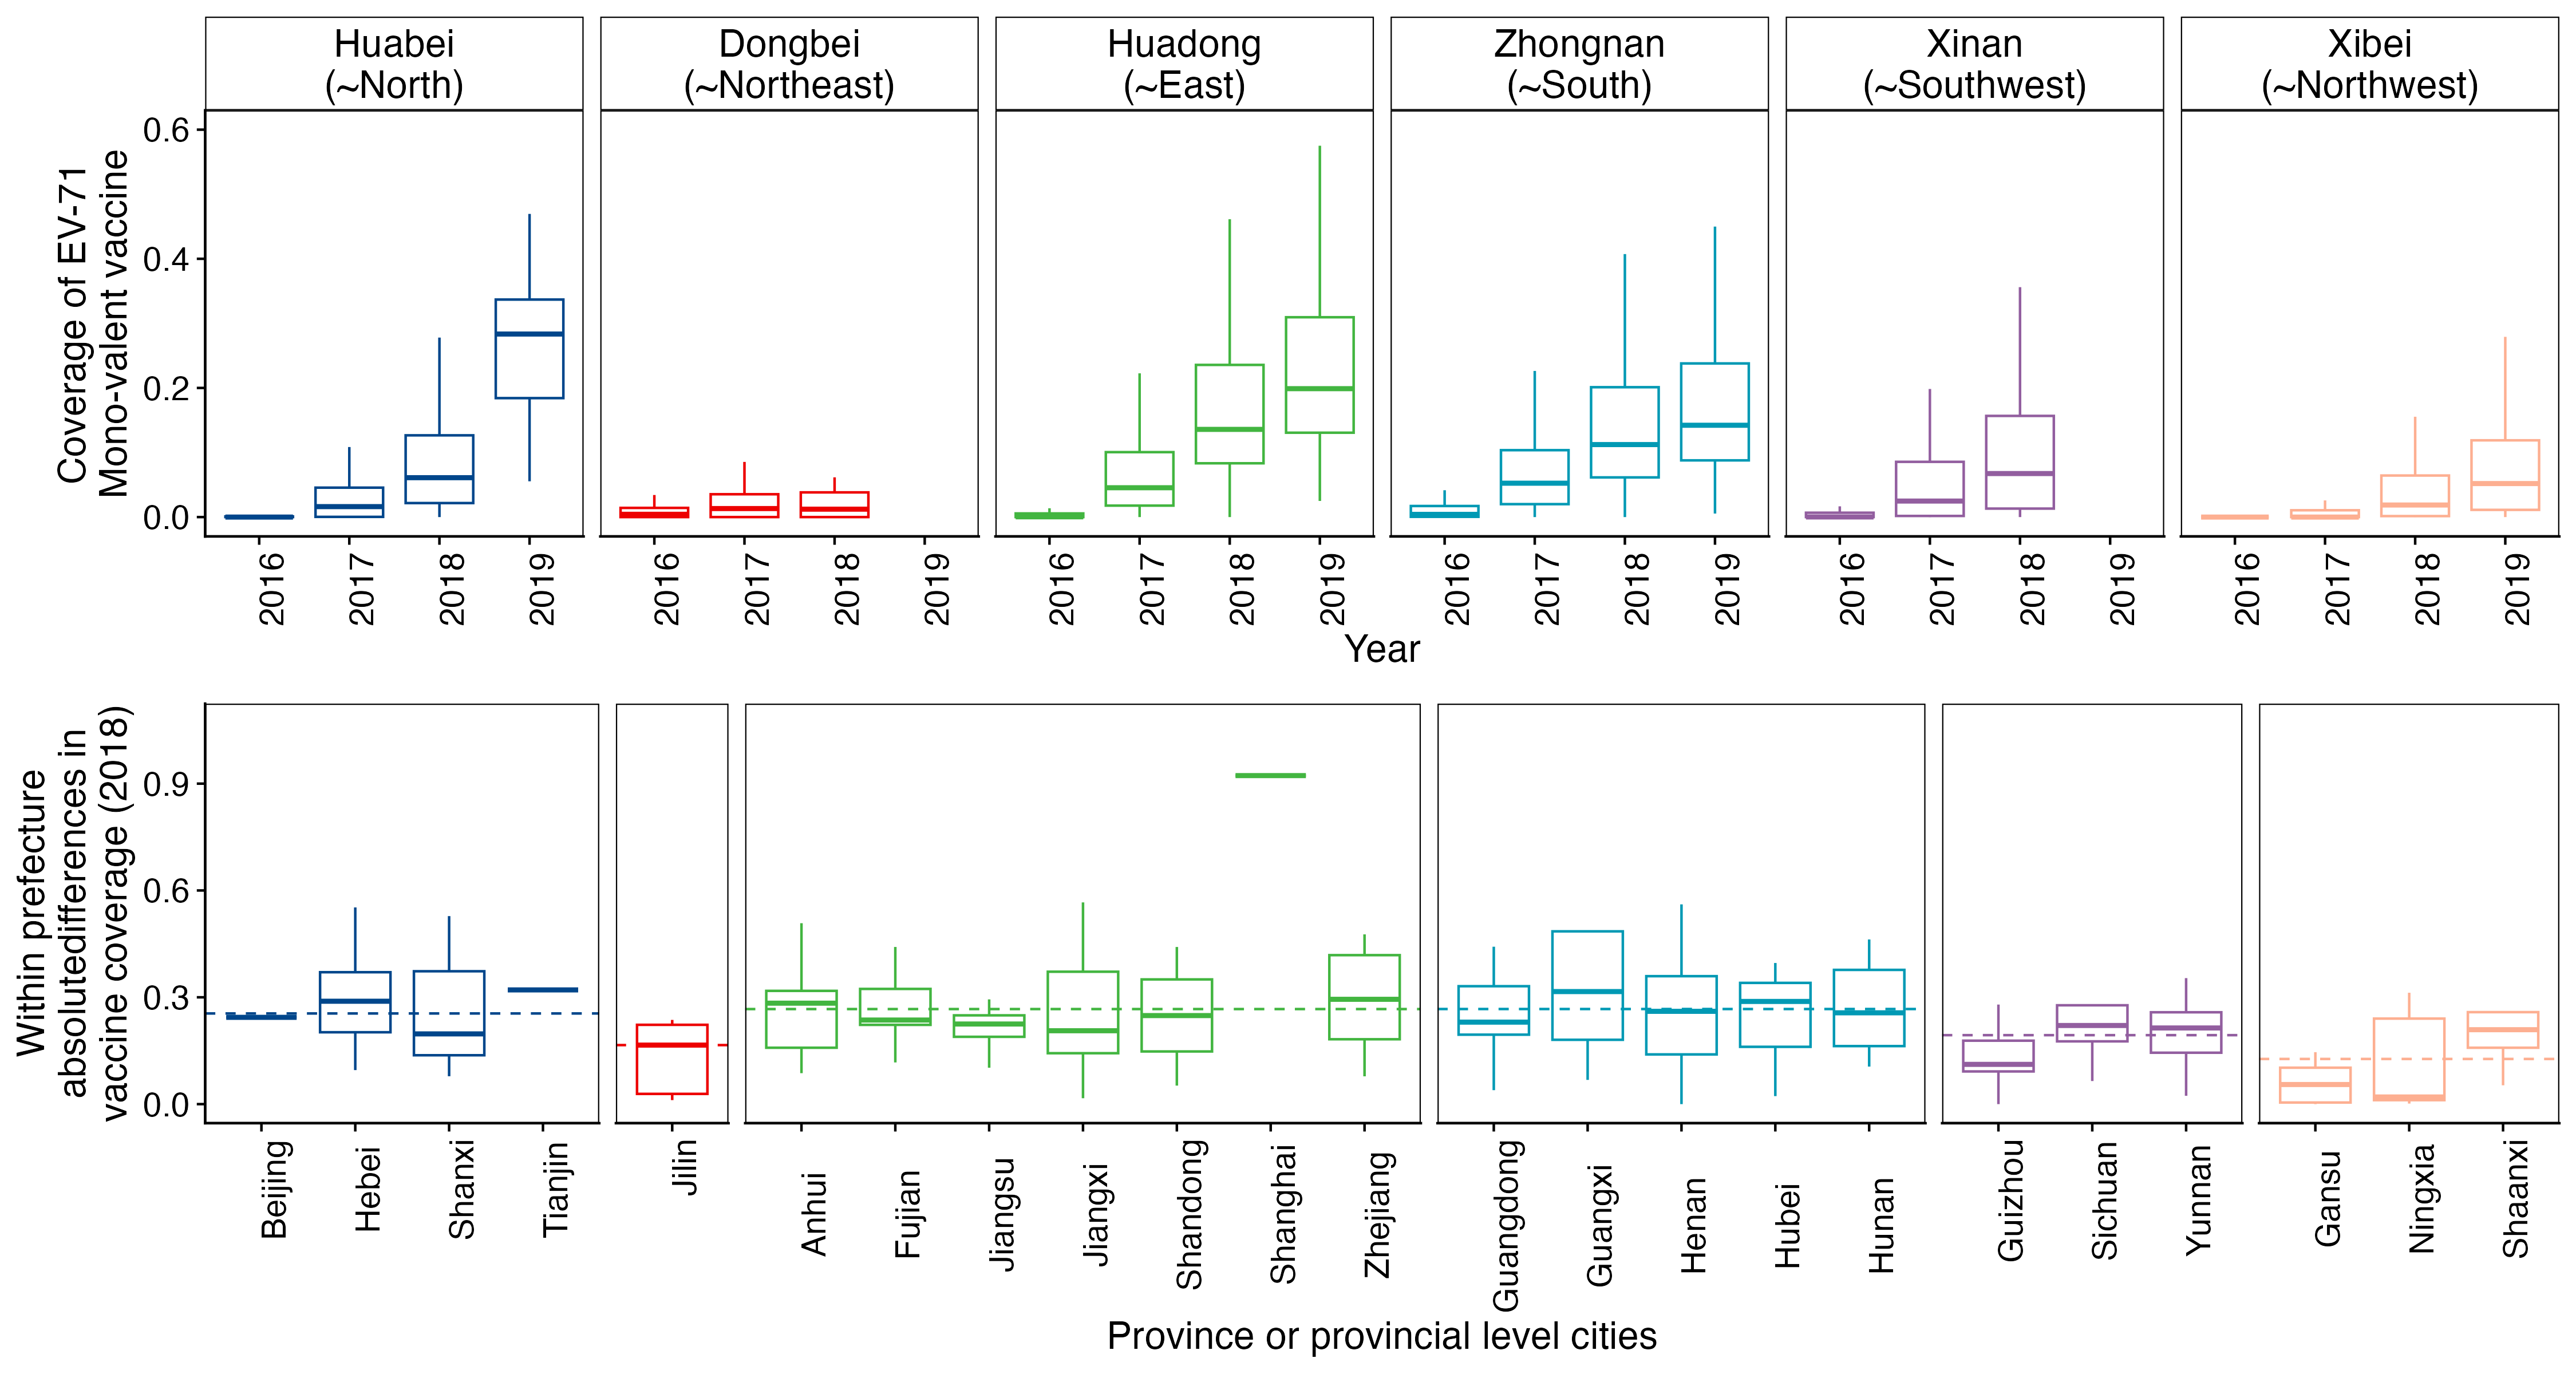 Huabei
(~North)
Dongbei
(~Northeast)
Huadong
(~East)
Zhongnan
(~South)
Xinan
(~Southwest)
Xibei
(~Northwest)
Coverage of EV-71
Mono-valent vaccine
0.6
0.4
0.2
0.0
2016
2017
2018
2019
2016
2017
2018
2019
2016
2017
2018
2019
2016
2017
2018
2019
2016
2017
2018
2019
2016
2017
2018
2019
Year
Within prefecture
absolutedifferences in
vaccine coverage (2018)
0.9
0.6
0.3
0.0
Beijing
Hebei
Shanxi
Tianjin
Jilin
Anhui
Fujian
Jiangsu
Jiangxi
Shandong
Shanghai
Zhejiang
Guangdong
Guangxi
Henan
Hubei
Hunan
Guizhou
Sichuan
Yunnan
Gansu
Ningxia
Shaanxi
Province or provincial level cities